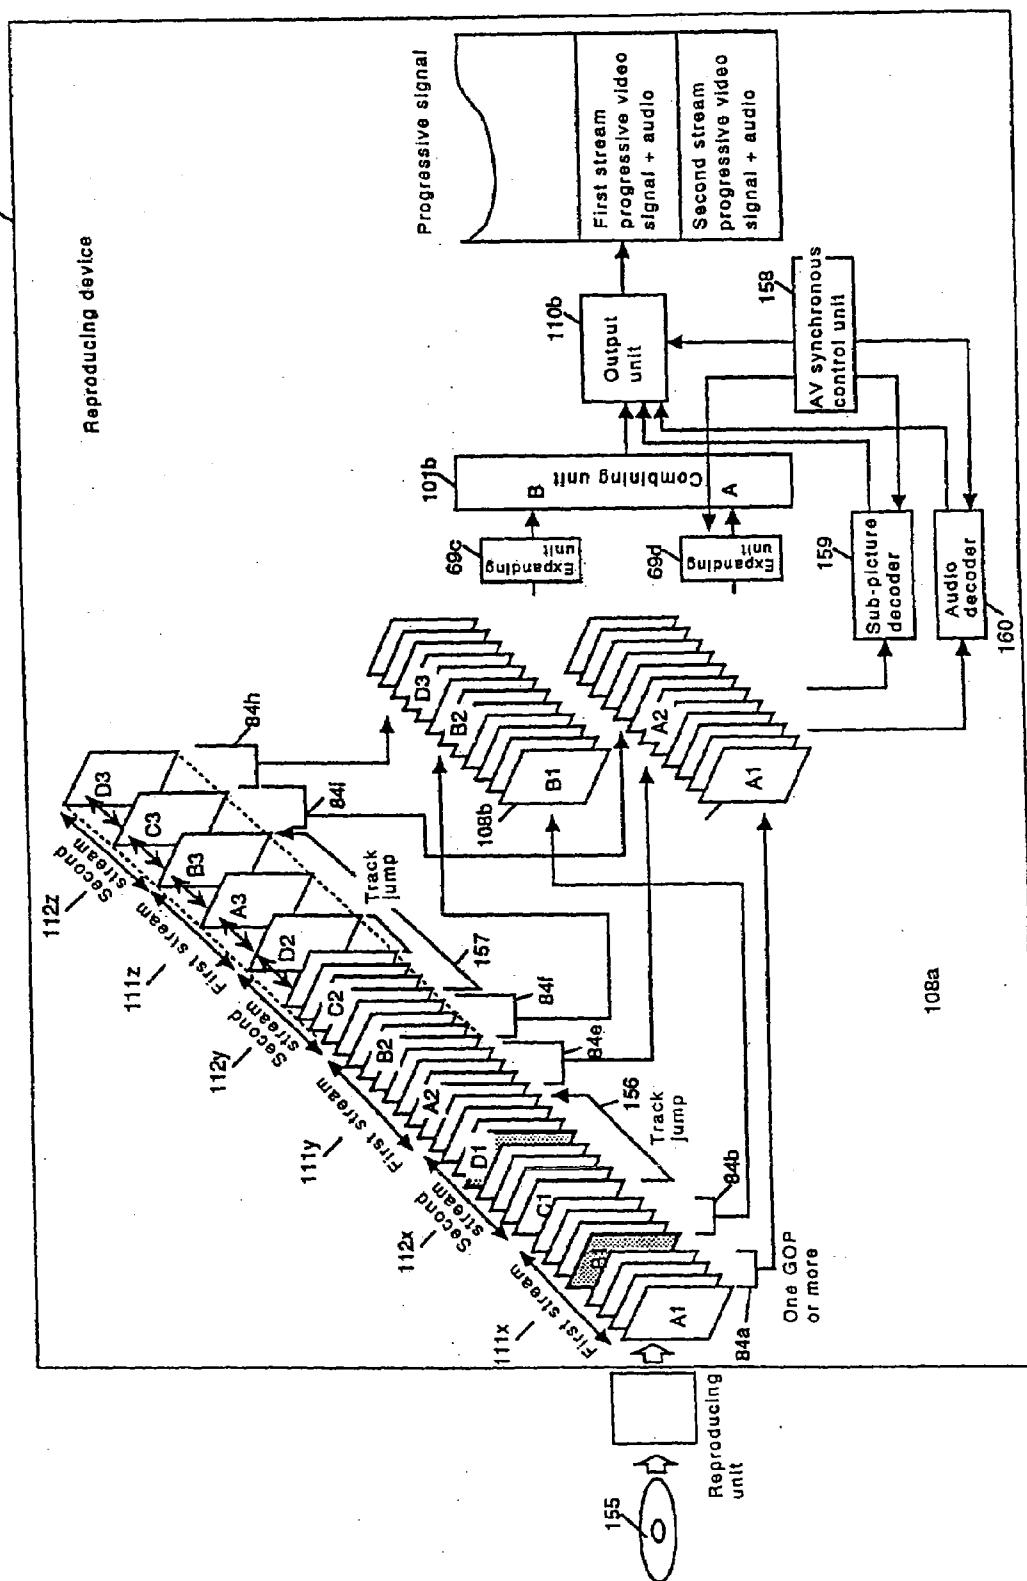 Reproducing device
Progressive signal
First stream
progressive video
signal + audio
Second stream
progressive video
signal + audio
110b
Output
unit
158
AV synchronous
control unit
101b
Combining unit
B
A
69c
Expanding
unit
69d
Expanding
unit
159
Sub-picture
decoder
160
Audio
decoder
84h
84i
D3
B2
B1
108b
A2
A1
108a
D3
C3
B3
A3
D2
C2
B2
A2
D1
C1
B1
A1
112z
Second
stream
111z
First stream
112y
Second
stream
111y
First stream
112x
Second
stream
111x
First stream
Track
jump
157
84f
84e
156
Track
jump
84b
84a
One GOP
or more
Reproducing
unit
155